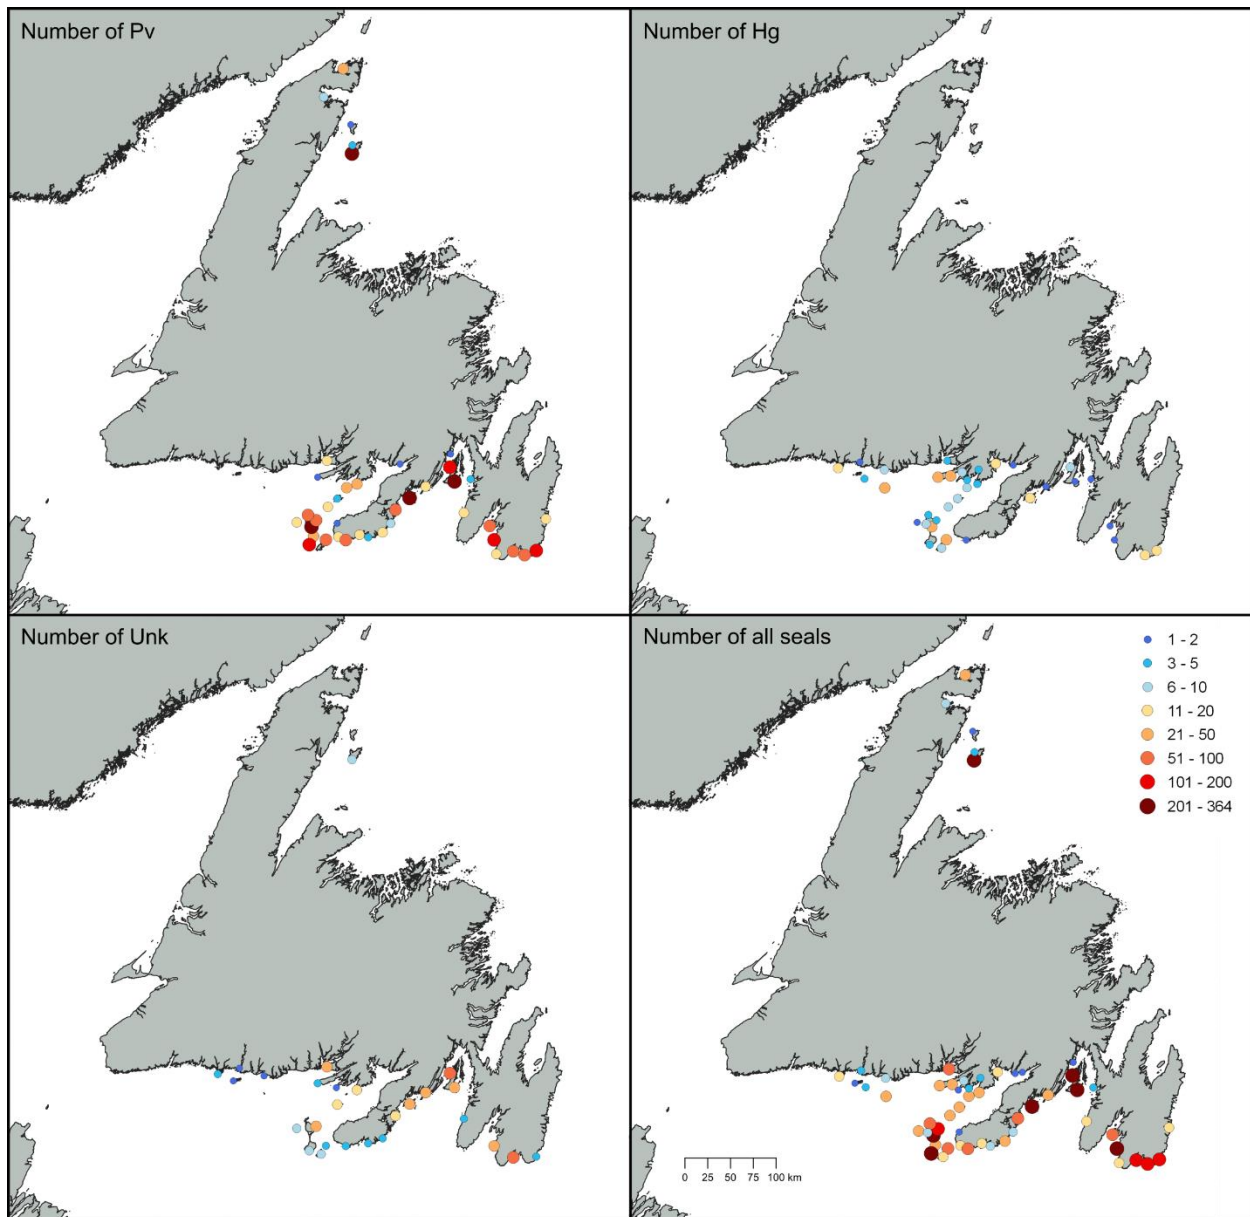 Number of Pv
Number of Hg
Number of Unk
Number of all seals
1 - 2
3 - 5
6 - 10
11 - 20
21 - 50
51 - 100
101 - 200
201 - 364
0 25 50 75 100 km